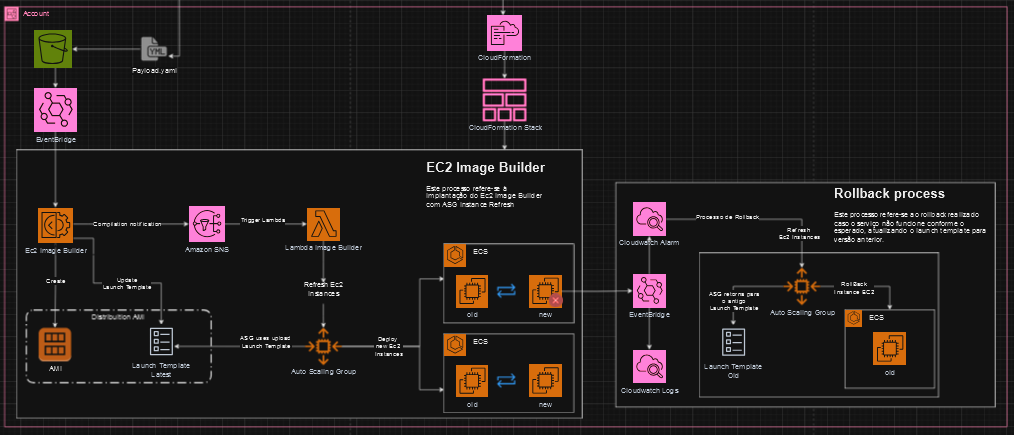 Account
YML
Payload.yaml
CloudFormation
EventBridge
CloudFormation Stack
EC2 Image Builder
Este processo refere-se à
implantação do Ec2 Image Builder
com ASG Instance Refresh
Compilation notification
Trigger Lambda
Ec2 Image Builder
Amazon SNS
Lambda Image Builder
Create
Update
Launch Template
Refresh Ec2
Instances
Distribution AMI
AMI
Launch Template
Latest
ASG uses upload
Launch Template
Auto Scaling Group
Deploy
new Ec2
Instances
ECS
old
new
ECS
old
new
Rollback process
Este processo refere-se ao rollback realizado
caso o serviço não funcione conforme o
esperado, atualizando o launch template para
versão anterior.
Cloudwatch Alarm
Processo de Rollback
Refresh
Ec2 Instances
EventBridge
Cloudwatch Logs
ASG retorna para
o antigo
Launch Template
Auto Scaling Group
RollBack
Instance EC2
Launch Template
Old
ECS
old